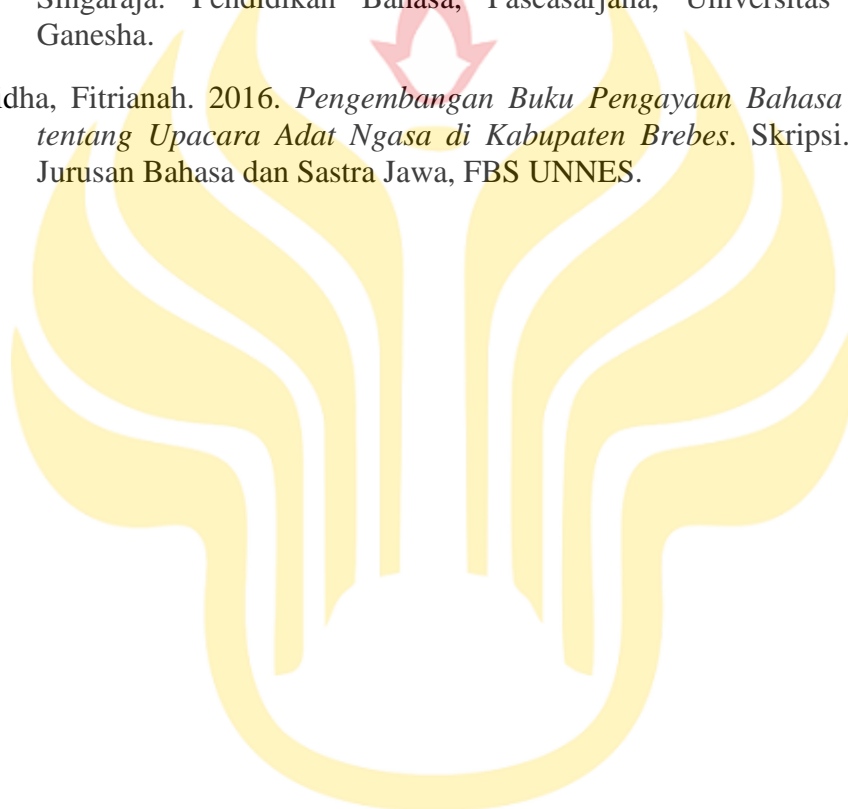 Singaraja: Pendidikan Bahasa, Pascasarjana, Universitas
Ganesha.
dha, Fitrianah. 2016. Pengembangan Buku Pengayaan Bahasa
tentang Upacara Adat Ngasa di Kabupaten Brebes. Skripsi.
Jurusan Bahasa dan Sastra Jawa, FBS UNNES.